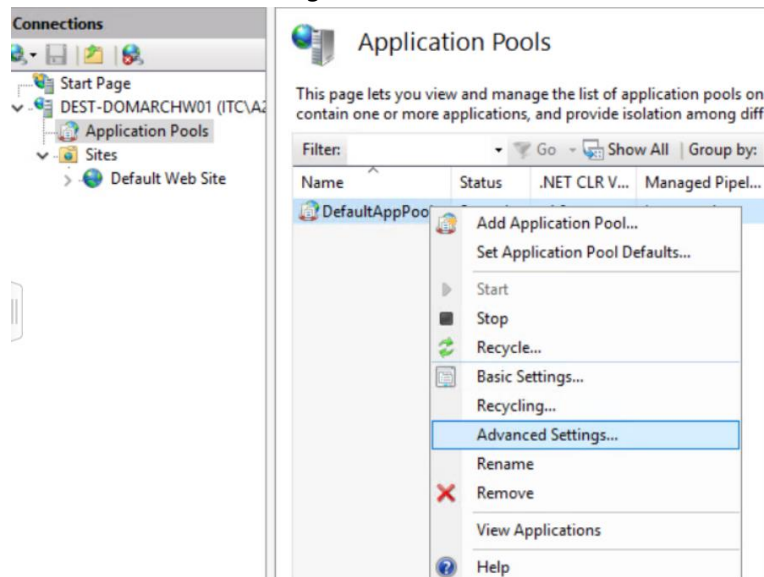 Connections
Start Page
DEST-DOMARCHW01 (ITC\A2
Application Pools
Sites
Default Web Site
Application Pools
This page lets you view and manage the list of application pools on
contain one or more applications, and provide isolation among diff
Filter: Go Show All Group by:
Name Status .NET CLR V... Managed Pipel...
DefaultAppPoo
Add Application Pool...
Set Application Pool Defaults...
Start
Stop
Recycle...
Basic Settings...
Recycling...
Advanced Settings...
Rename
Remove
View Applications
Help